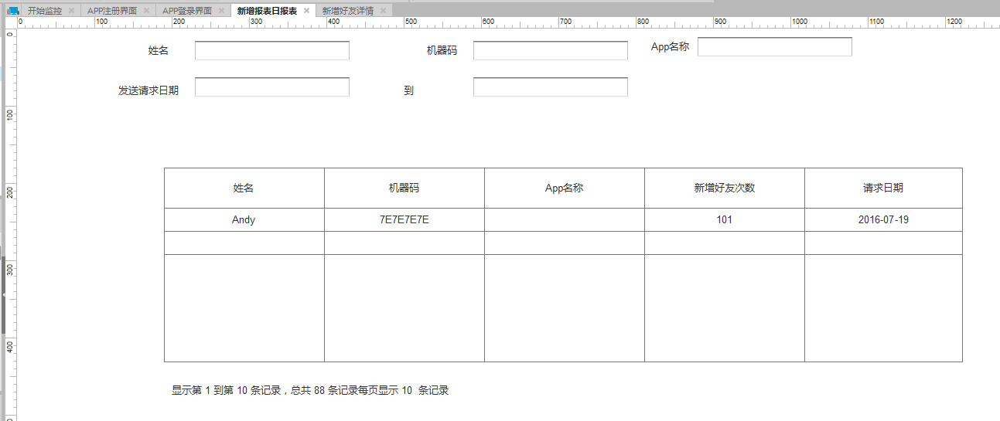 开始监控 APP注册界面 APP登录界面 新增报表日报表 新增好友详情
0 100 200 300 400 500 600 700 800 900 1000 1100 1200
0
姓名 机器码 App名称
发送请求日期 到
100
200
姓名 机器码 App名称 新增好友次数 请求日期
Andy 7E7E7E7E 101 2016-07-19
300
400
显示第 1 到第 10 条记录，总共 88 条记录每页显示 10 条记录